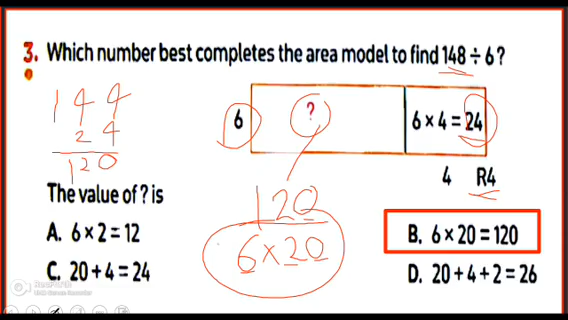 3. Which number best completes the area model to find 148 ÷ 6?
144
24
120
6
?
6 × 4 = 24
4 R4
120
6×20
The value of ? is
A. 6 × 2 = 12
B. 6 × 20 = 120
C. 20 + 4 = 24
D. 20 + 4 + 2 = 26